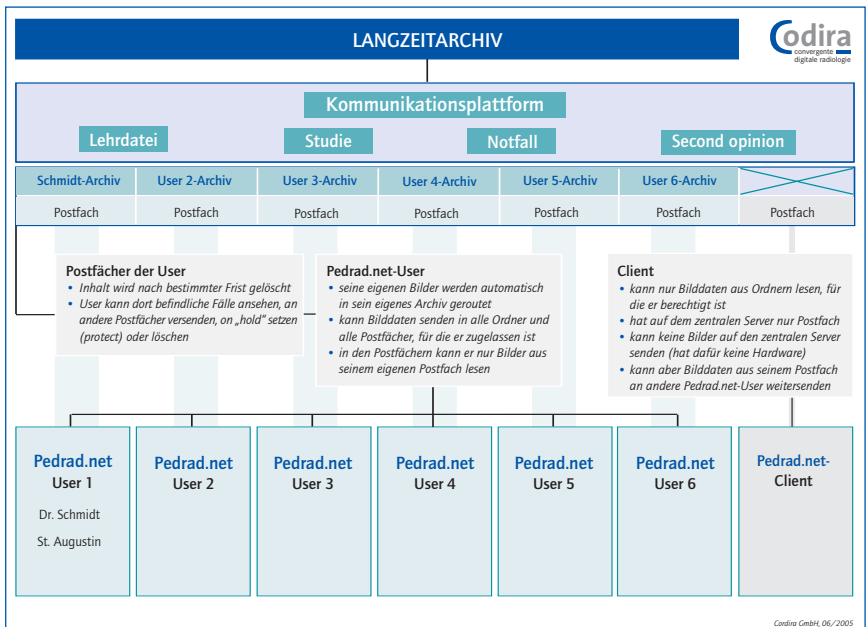 LANGZEITARCHIV
Codira
convergente
digitale radiologie
Kommunikationsplattform
Lehrdatei
Studie
Notfall
Second opinion
Schmidt-Archiv
User 2-Archiv
User 3-Archiv
User 4-Archiv
User 5-Archiv
User 6-Archiv
Postfach
Postfach
Postfach
Postfach
Postfach
Postfach
Postfach
Postfächer der User
• Inhalt wird nach bestimmter Frist gelöscht
• User kann dort befindliche Fälle ansehen, an
andere Postfächer versenden, on „hold" setzen
(protect) oder löschen
Pedrad.net-User
• seine eigenen Bilder werden automatisch
in sein eigenes Archiv geroutet
• kann Bilddaten senden in alle Ordner und
alle Postfächer, für die er zugelassen ist
• in den Postfächern kann er nur Bilder aus
seinem eigenen Postfach lesen
Client
• kann nur Bilddaten aus Ordnern lesen, für
die er berechtigt ist
• hat auf dem zentralen Server nur Postfach
• kann keine Bilder auf den zentralen Server
senden (hat dafür keine Hardware)
• kann aber Bilddaten aus seinem Postfach
an andere Pedrad.net-User weitersenden
Pedrad.net
User 1
Dr. Schmidt
St. Augustin
Pedrad.net
User 2
Pedrad.net
User 3
Pedrad.net
User 4
Pedrad.net
User 5
Pedrad.net
User 6
Pedrad.net-
Client
Cordira GmbH, 06/2005